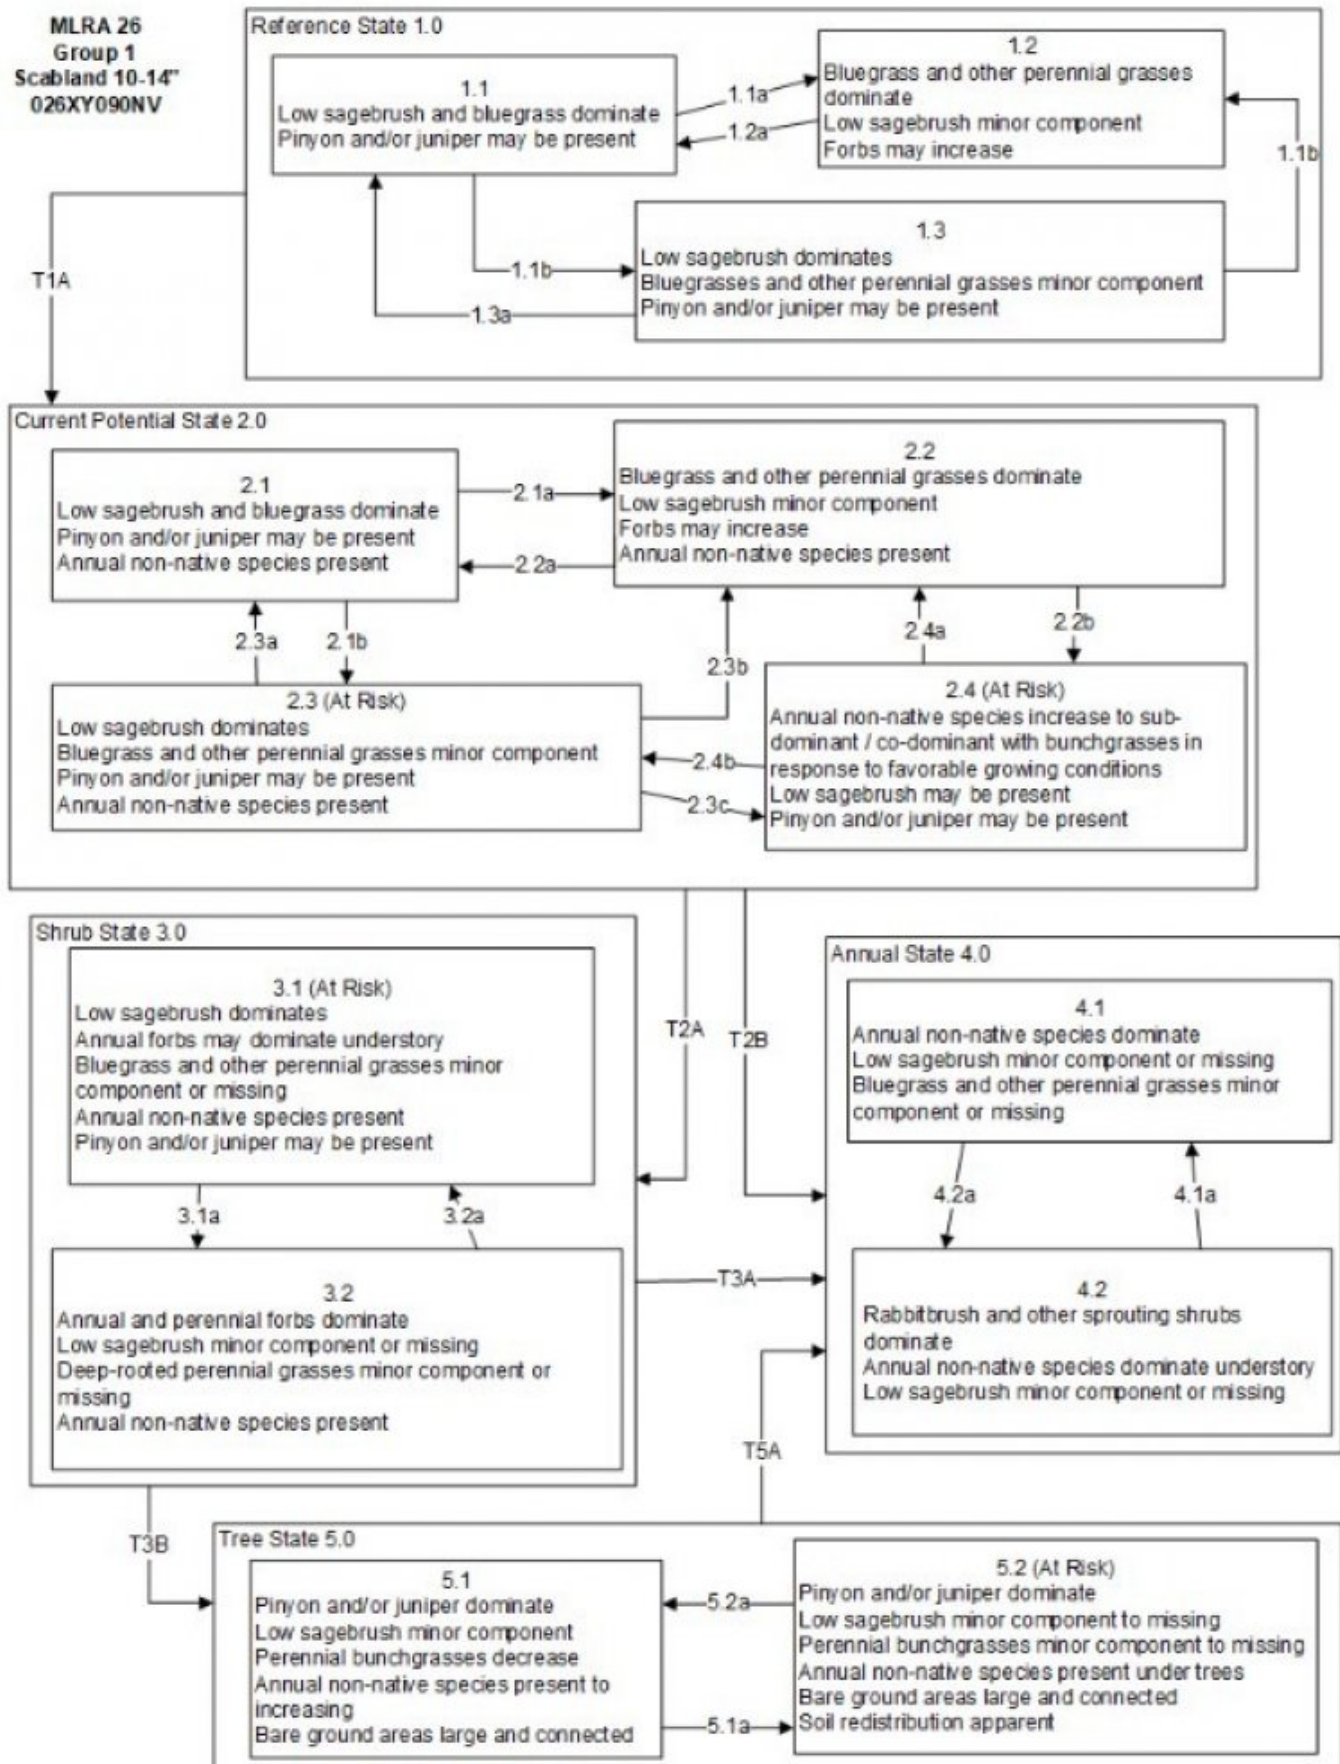 MLRA 26
Group 1
Scabland 10-14"
026XY090NV
Reference State 1.0
1.1
Low sagebrush and bluegrass dominate
Pinyon and/or juniper may be present
1.1a
1.2a
1.2
Bluegrass and other perennial grasses
dominate
Low sagebrush minor component
Forbs may increase
1.1b
1.3
Low sagebrush dominates
Bluegrasses and other perennial grasses minor component
Pinyon and/or juniper may be present
1.1b
1.3a
T1A
Current Potential State 2.0
2.1
Low sagebrush and bluegrass dominate
Pinyon and/or juniper may be present
Annual non-native species present
2.1a
2.2a
2.2
Bluegrass and other perennial grasses dominate
Low sagebrush minor component
Forbs may increase
Annual non-native species present
2.3a
2.1b
2.3b
2.4a
2.2b
2.3 (At Risk)
Low sagebrush dominates
Bluegrass and other perennial grasses minor component
Pinyon and/or juniper may be present
Annual non-native species present
2.4b
2.3c
2.4 (At Risk)
Annual non-native species increase to sub-
dominant / co-dominant with bunchgrasses in
response to favorable growing conditions
Low sagebrush may be present
Pinyon and/or juniper may be present
Shrub State 3.0
3.1 (At Risk)
Low sagebrush dominates
Annual forbs may dominate understory
Bluegrass and other perennial grasses minor
component or missing
Annual non-native species present
Pinyon and/or juniper may be present
3.1a
3.2a
3.2
Annual and perennial forbs dominate
Low sagebrush minor component or missing
Deep-rooted perennial grasses minor component or
missing
Annual non-native species present
T2A
T2B
T3A
Annual State 4.0
4.1
Annual non-native species dominate
Low sagebrush minor component or missing
Bluegrass and other perennial grasses minor
component or missing
4.2a
4.1a
4.2
Rabbitbrush and other sprouting shrubs
dominate
Annual non-native species dominate understory
Low sagebrush minor component or missing
T5A
T3B
Tree State 5.0
5.1
Pinyon and/or juniper dominate
Low sagebrush minor component
Perennial bunchgrasses decrease
Annual non-native species present to
increasing
Bare ground areas large and connected
5.2a
5.1a
5.2 (At Risk)
Pinyon and/or juniper dominate
Low sagebrush minor component to missing
Perennial bunchgrasses minor component to missing
Annual non-native species present under trees
Bare ground areas large and connected
Soil redistribution apparent